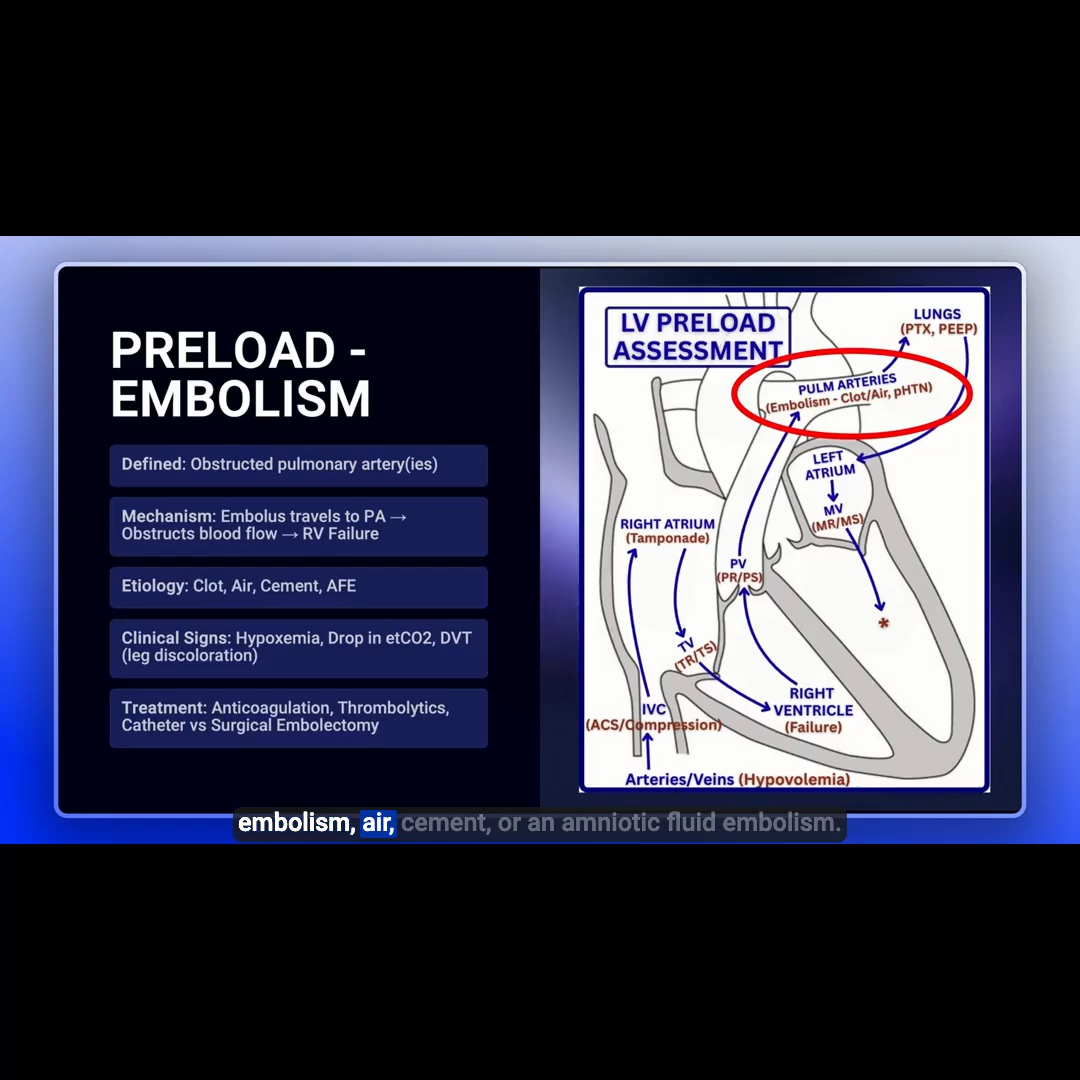 PRELOAD -
EMBOLISM
Defined: Obstructed pulmonary artery(ies)
Mechanism: Embolus travels to PA →
Obstructs blood flow → RV Failure
Etiology: Clot, Air, Cement, AFE
Clinical Signs: Hypoxemia, Drop in etCO2, DVT
(leg discoloration)
Treatment: Anticoagulation, Thrombolytics,
Catheter vs Surgical Embolectomy
LV PRELOAD
ASSESSMENT
LUNGS
(PTX, PEEP)
PULM ARTERIES
(Embolism - Clot/Air, pHTN)
LEFT
ATRIUM
MV
(MR/MS)
*
RIGHT ATRIUM
(Tamponade)
PV
(PR/PS)
TV
(TR/TS)
RIGHT
VENTRICLE
(Failure)
IVC
(ACS/Compression)
Arteries/Veins (Hypovolemia)
embolism, air, cement, or an amniotic fluid embolism.